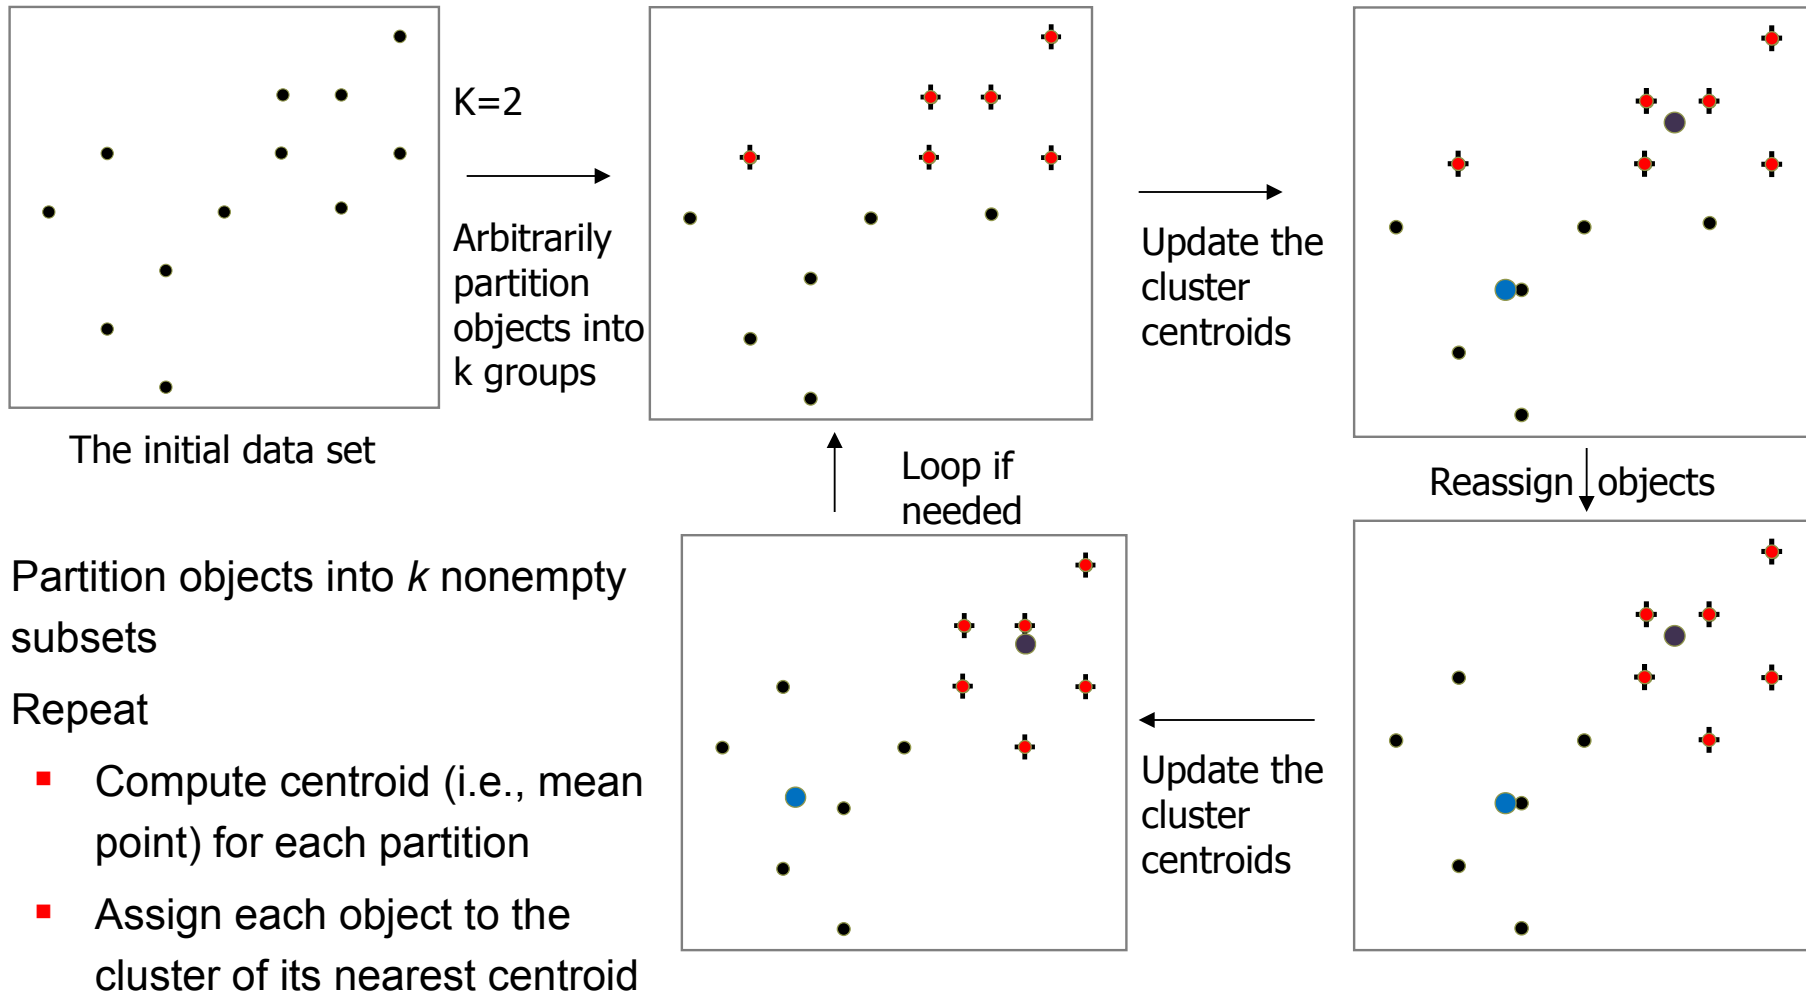 K=2
Arbitrarily
partition
objects into
k groups
Update the
cluster
centroids
The initial data set
Loop if
needed
Reassign objects
Partition objects into k nonempty
subsets
Repeat
▪ Compute centroid (i.e., mean
point) for each partition
▪ Assign each object to the
cluster of its nearest centroid
Update the
cluster
centroids